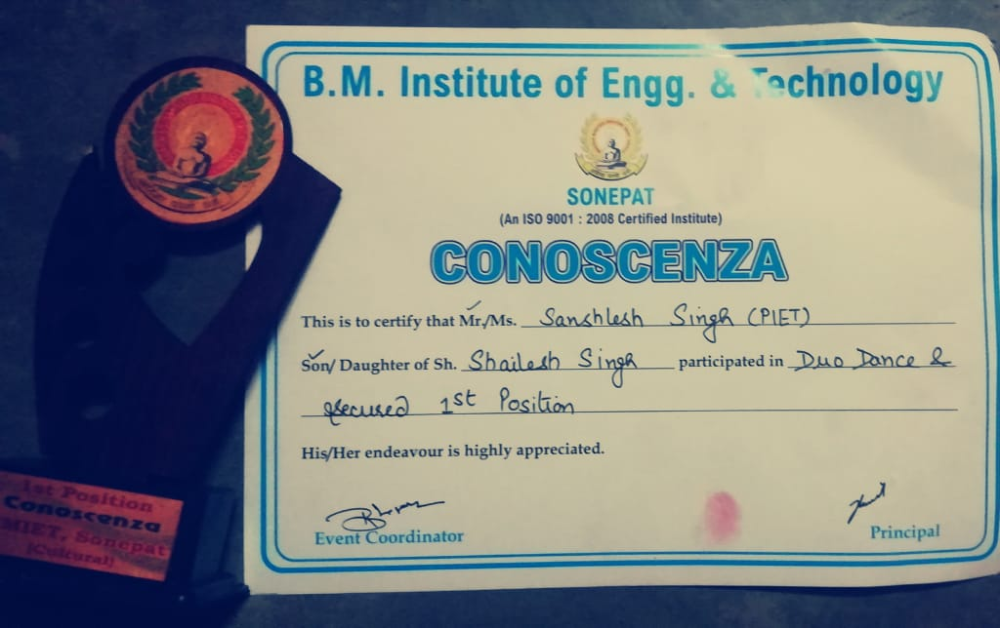 B.M. Institute of Engg. & Technology
SONEPAT
(An ISO 9001 : 2008 Certified Institute)
CONOSCENZA
This is to certify that Mr./Ms. Sanshlesh Singh (PIET)
Son/ Daughter of Sh. Shailesh Singh participated in Duo Dance &
secured 1st Position
His/Her endeavour is highly appreciated.
Event Coordinator
Principal
1st Position
Conoscenza
MIET, Sonepat
(Cultural)